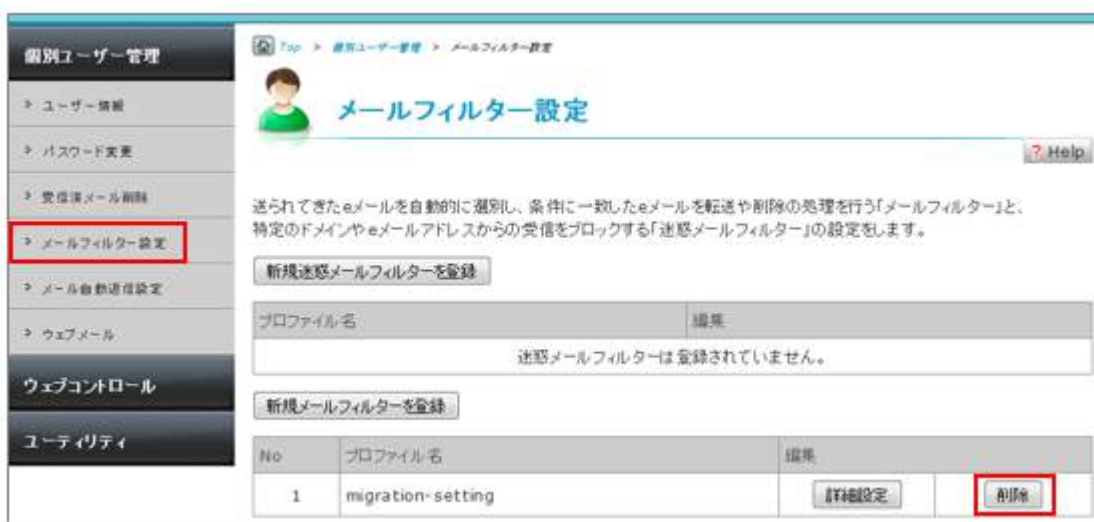 Top > 個別ユーザー管理 > メールフィルター設定
個別ユーザー管理
メールフィルター設定
> ユーザー情報
> パスワード変更
? Help
> 受信済メール削除
送られてきたeメールを自動的に選別し、条件に一致したeメールを転送や削除の処理を行う「メールフィルター」と、
特定のドメインやeメールアドレスからの受信をブロックする「迷惑メールフィルター」の設定をします。
> メールフィルター設定
新規迷惑メールフィルターを登録
> メール自動返信設定
プロファイル名 編集
> ウェブメール
迷惑メールフィルターは登録されていません。
ウェブコントロール
新規メールフィルターを登録
ユーティリティ
No プロファイル名 編集
1 migration-setting 詳細設定 削除